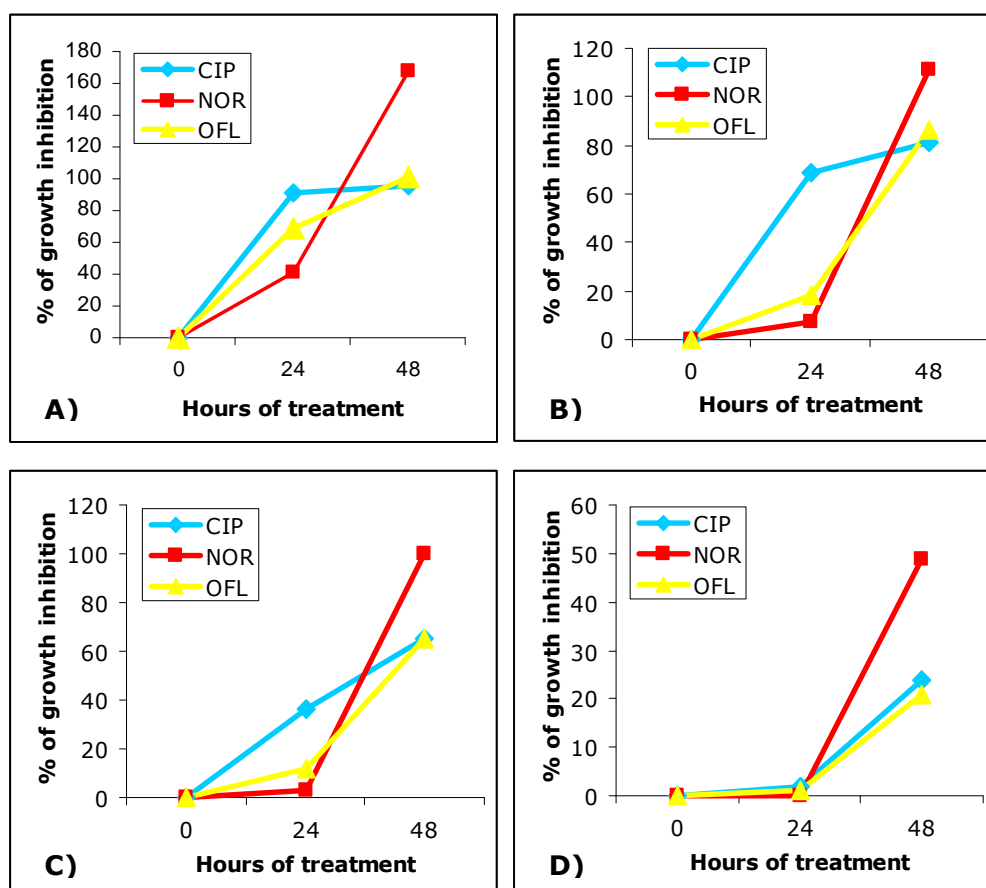 % of growth inhibition
180
160
140
120
100
80
60
40
20
0
CIP
NOR
OFL
0 24 48
Hours of treatment
A)
% of growth inhibition
120
100
80
60
40
20
0
CIP
NOR
OFL
0 24 48
Hours of treatment
B)
% of growth inhibition
120
100
80
60
40
20
0
CIP
NOR
OFL
0 24 48
Hours of treatment
C)
% of growth inhibition
60
50
40
30
20
10
0
CIP
NOR
OFL
0 24 48
Hours of treatment
D)